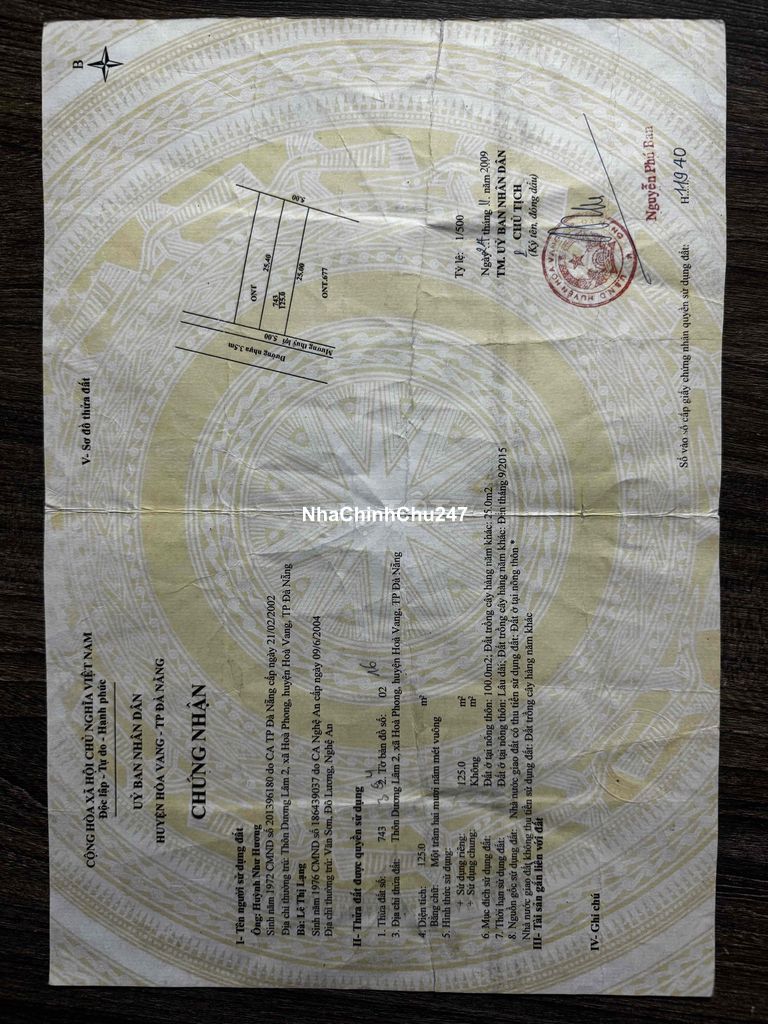 CỘNG HÒA XÃ HỘI CHỦ NGHĨA VIỆT NAM
Độc lập - Tự do - Hạnh phúc
UỶ BAN NHÂN DÂN
HUYỆN HÒA VANG - TP ĐÀ NẴNG
CHỨNG NHẬN
I- Tên người sử dụng đất
Ông: Huỳnh Như Hương
Sinh năm 1972 CMND số 201396180 do CA TP Đà Nẵng cấp ngày 21/02/2002
Địa chỉ thường trú: Thôn Dương Lâm 2, xã Hoà Phong, huyện Hoà Vang, TP Đà Nẵng
Bà: Lê Thị Lạng
Sinh năm 1976 CMND số 186439037 do CA Nghệ An cấp ngày 09/6/2004
Địa chỉ thường trú: Văn Sơn, Đô Lương, Nghệ An
II- Thửa đất được quyền sử dụng
1. Thửa đất số: 743 2. Tờ bản đồ số: 02 16
3. Địa chỉ thửa đất: Thôn Dương Lâm 2, xã Hoà Phong, huyện Hoà Vang, TP Đà Nẵng
4. Diện tích: 125.0 m²
Bằng chữ: Một trăm hai mươi năm mét vuông
5. Hình thức sử dụng:
+ Sử dụng riêng: 125.0 m²
+ Sử dụng chung: Không m²
6. Mục đích sử dụng đất: Đất ở tại nông thôn: 100.0m2; Đất trồng cây hàng năm khác: 25.0m2
7. Thời hạn sử dụng đất: Đất ở tại nông thôn: Lâu dài; Đất trồng cây hàng năm khác: Đến tháng 9/2015
8. Nguồn gốc sử dụng đất: Nhà nước giao đất có thu tiền sử dụng đất: Đất ở tại nông thôn *
Nhà nước giao đất không thu tiền sử dụng đất: Đất trồng cây hàng năm khác
III- Tài sản gắn liền với đất
IV- Ghi chú
V- Sơ đồ thửa đất
B
ONT
25.40
743
125.0
25.00
5.00
5.00
ONT.677
Mương thuỷ lợi
Đường nhựa 3.5m
Tỷ lệ: 1/500
Ngày 27 tháng 11 năm 2009
TM. UỶ BAN NHÂN DÂN
CHỦ TỊCH
(Ký tên, đóng dấu)
U.B.N.D HUYỆN HÒA VANG
Nguyễn Phú Ban
Số vào sổ cấp giấy chứng nhận quyền sử dụng đất: H. 11940
NhaChinhChu247